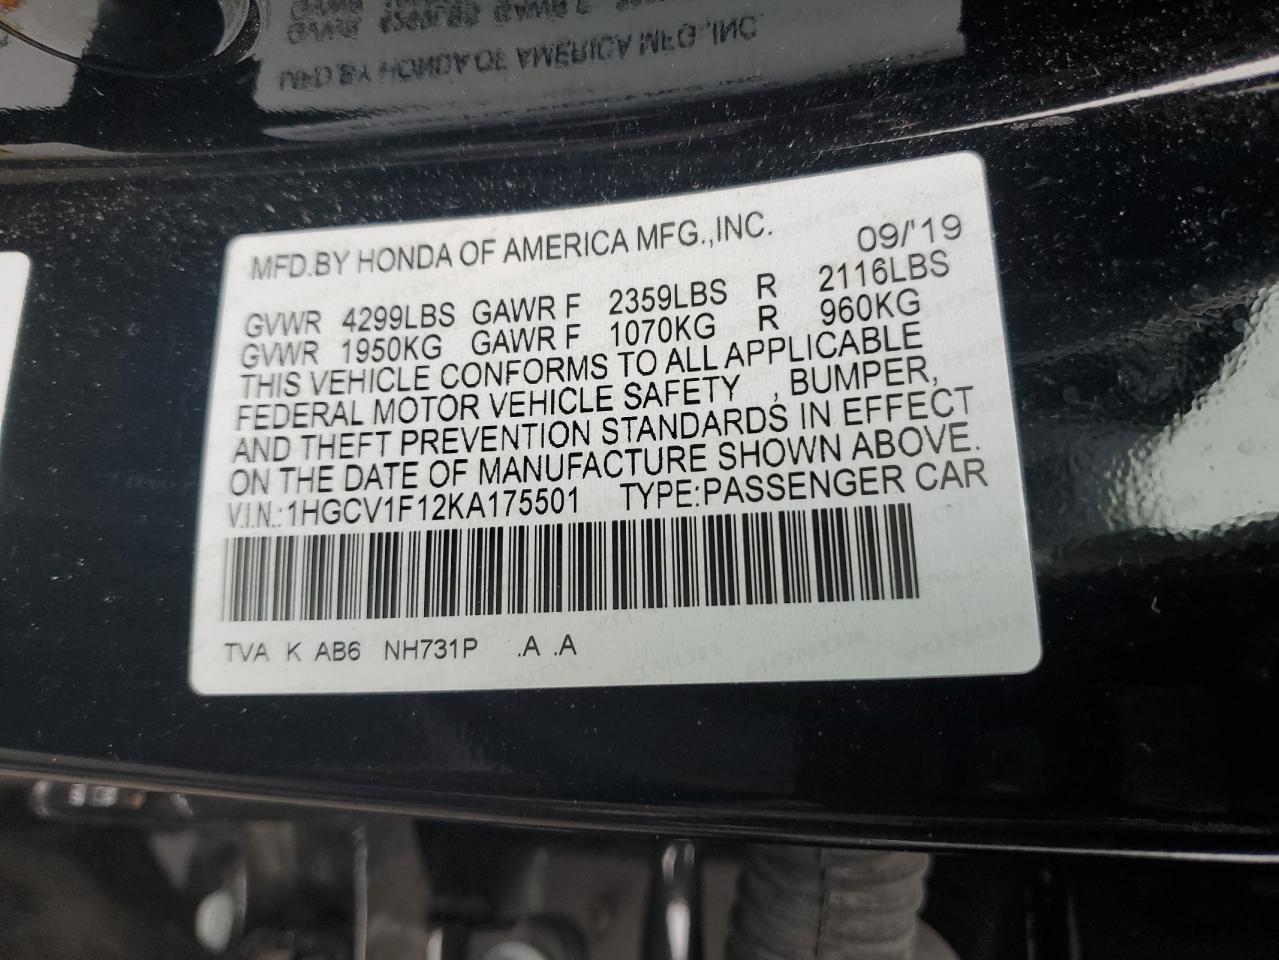 MFD.BY HONDA OF AMERICA MFG.,INC. 09/'19
GVWR 4299LBS GAWR F 2359LBS R 2116LBS
GVWR 1950KG GAWR F 1070KG R 960KG
THIS VEHICLE CONFORMS TO ALL APPLICABLE
FEDERAL MOTOR VEHICLE SAFETY , BUMPER,
AND THEFT PREVENTION STANDARDS IN EFFECT
ON THE DATE OF MANUFACTURE SHOWN ABOVE.
V.I.N.:1HGCV1F12KA175501 TYPE:PASSENGER CAR
TVA K AB6 NH731P .A .A